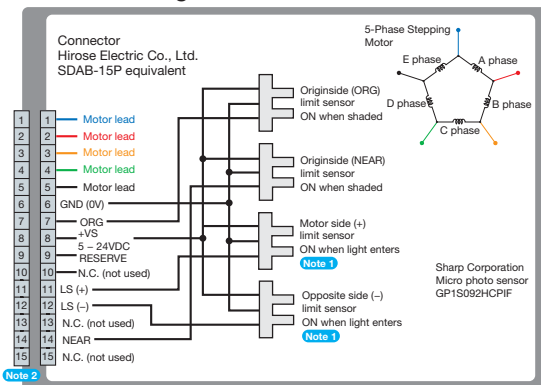 Connector
Hirose Electric Co., Ltd.
SDAB-15P equivalent
5-Phase Stepping
Motor
E phase
A phase
D phase
B phase
C phase
1 1 Motor lead
2 2 Motor lead
3 3 Motor lead
4 4 Motor lead
5 5 Motor lead
6 6 GND (0V)
7 7 ORG
8 8 +VS
5 – 24VDC
9 9 RESERVE
10 10 N.C. (not used)
11 11 LS (+)
12 12 LS (–)
13 13 N.C. (not used)
14 14 NEAR
15 15 N.C. (not used)
Note 2
Originside (ORG)
limit sensor
ON when shaded
Originside (NEAR)
limit sensor
ON when shaded
Motor side (+)
limit sensor
ON when light enters
Note 1
Opposite side (–)
limit sensor
ON when light enters
Note 1
Sharp Corporation
Micro photo sensor
GP1S092HCPIF